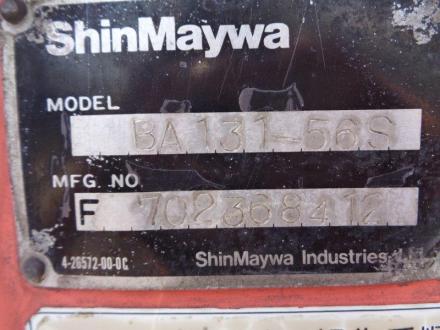 ShinMaywa
MODEL
BA131-56S
MFG. NO.
F 702368412
4-26572-00-0C
ShinMaywa Industries